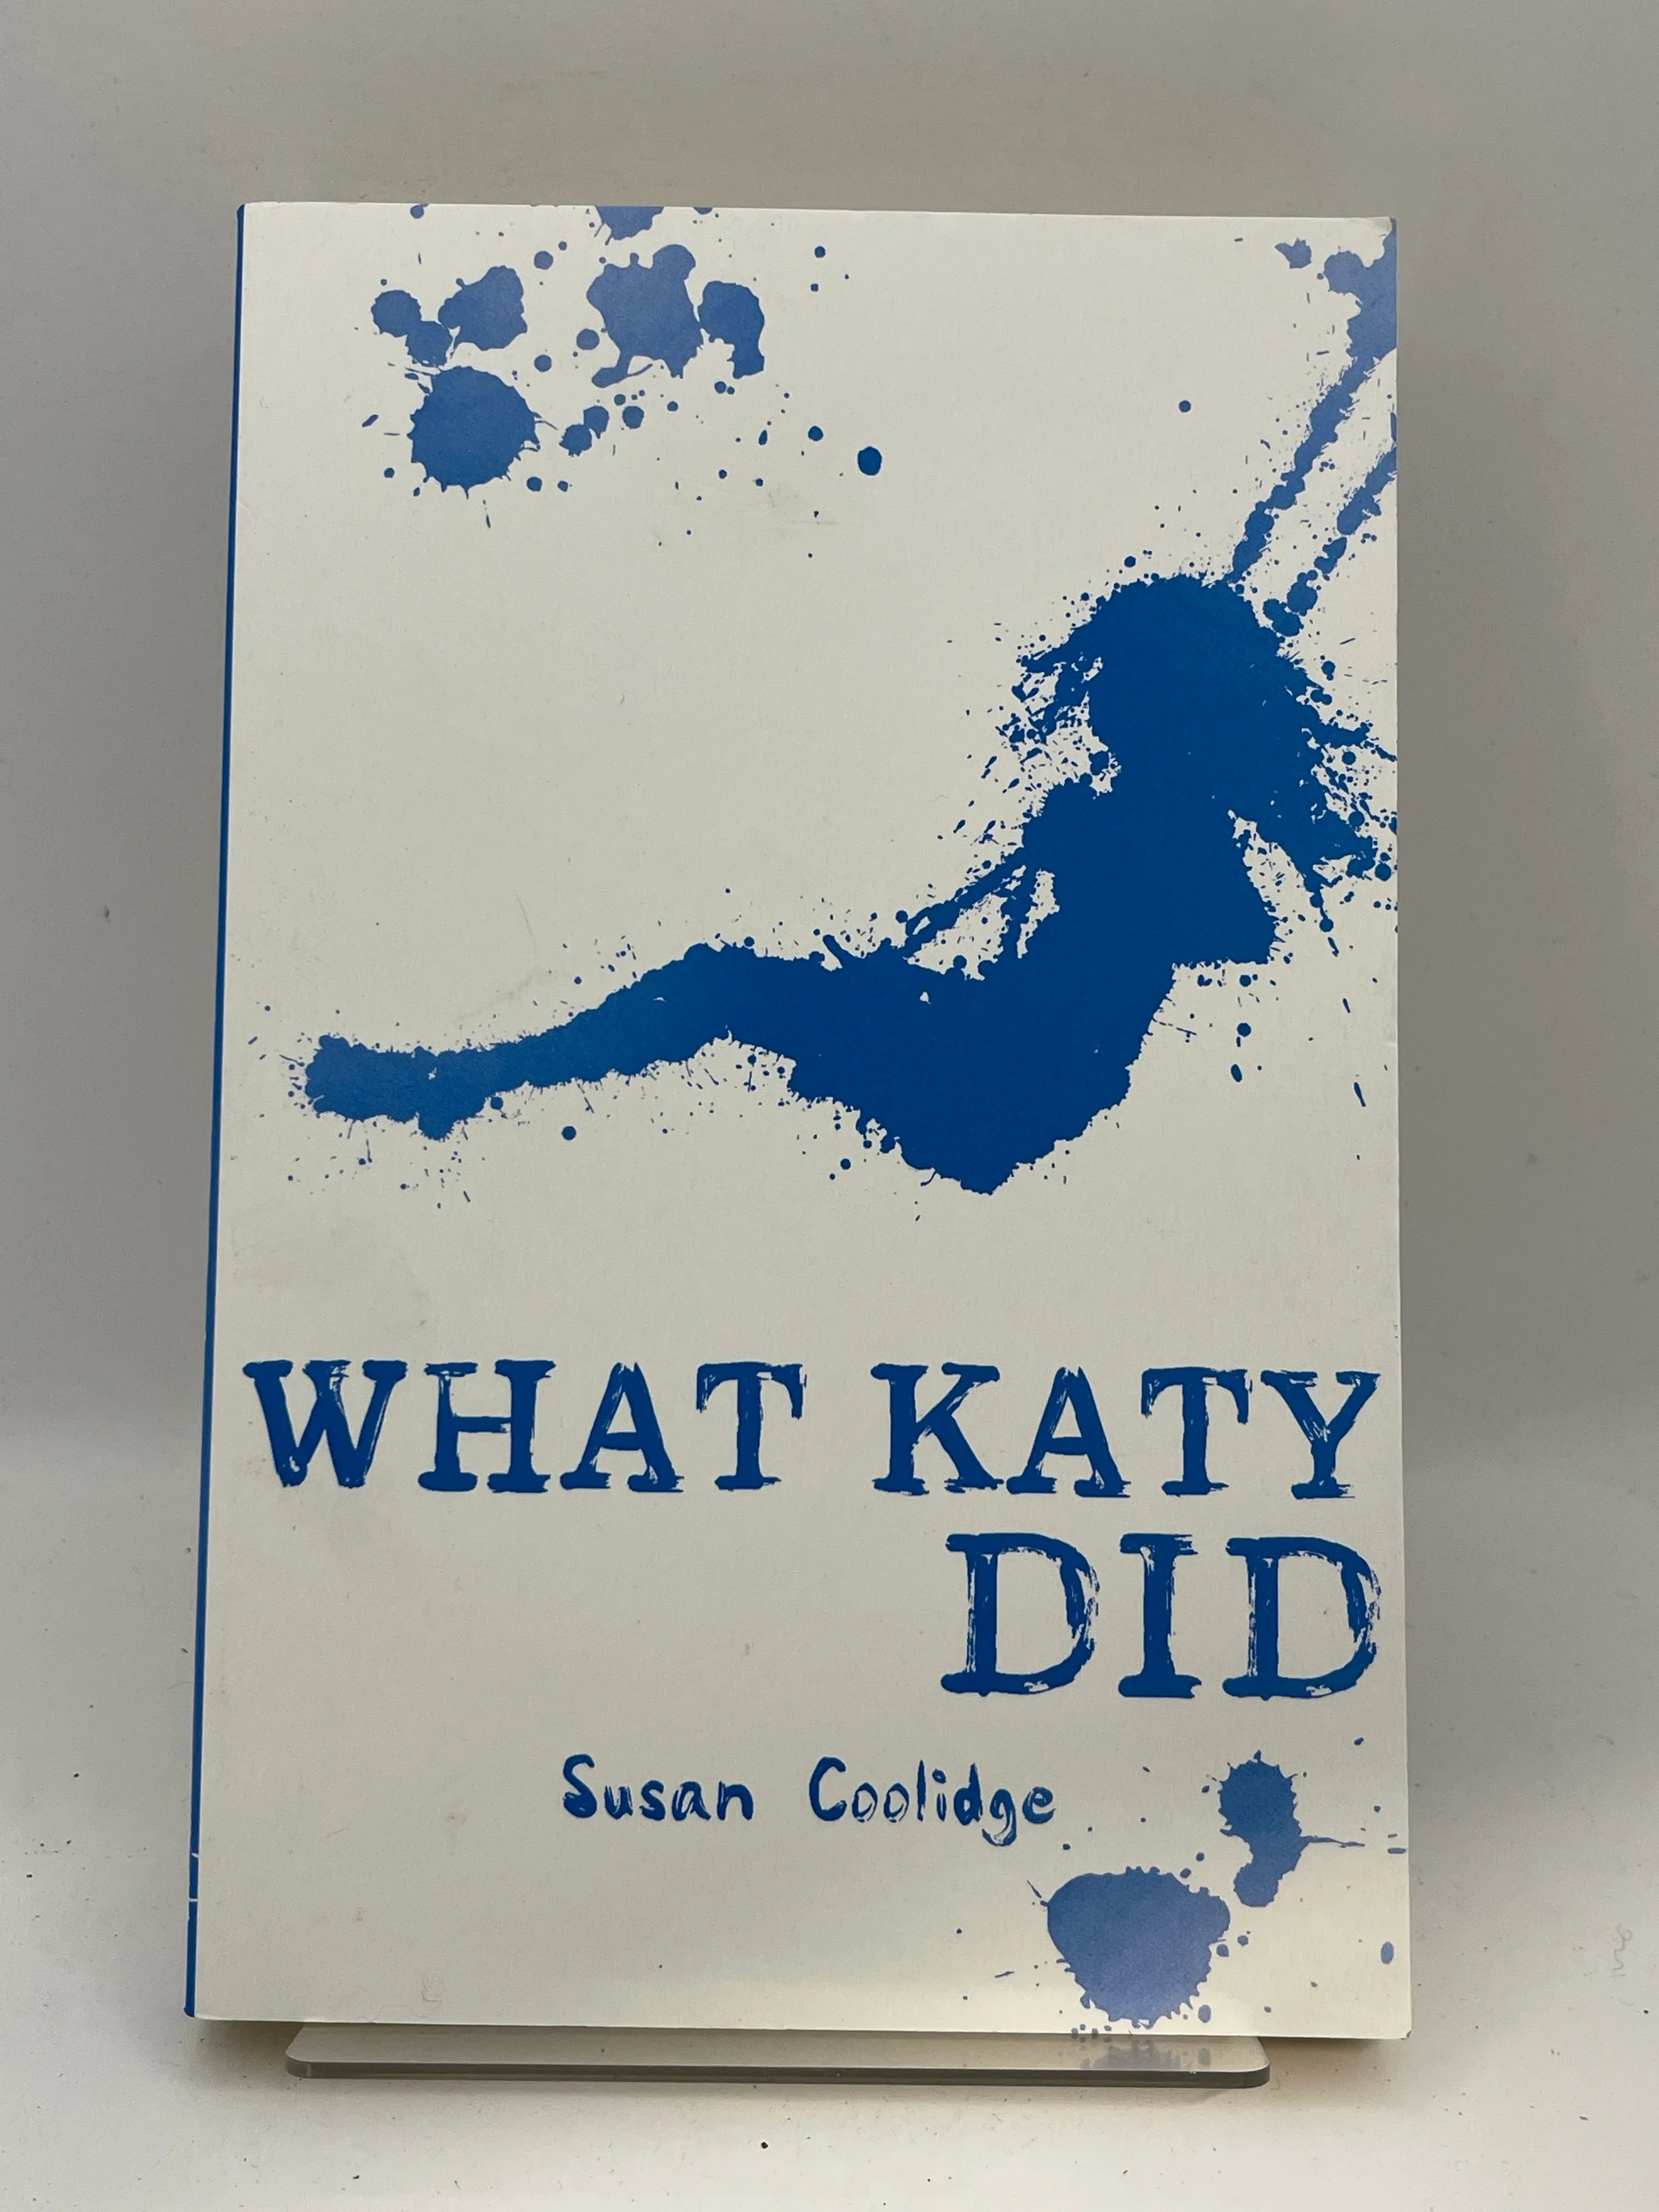 WHAT KATY
DID
Susan Coolidge